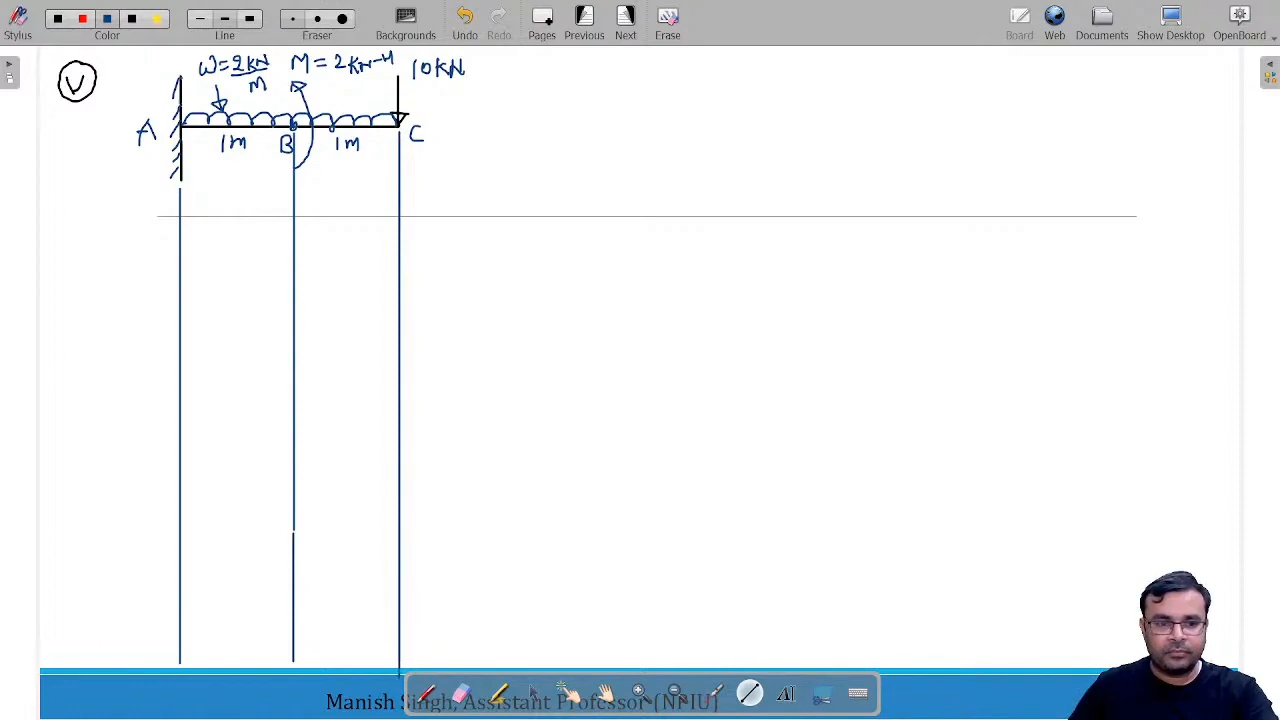 Styles
Color
Line
Eraser
Backgrounds
Undo
Redo
Pages
Previous
Next
Erase
Board
Web
Documents
Show Desktop
OpenBoard
V
W = 2 kN/M
M = 2 kN-M
10 kN
A
1m
B
1m
C
Manish Singh, Assistant Professor (NPIU)